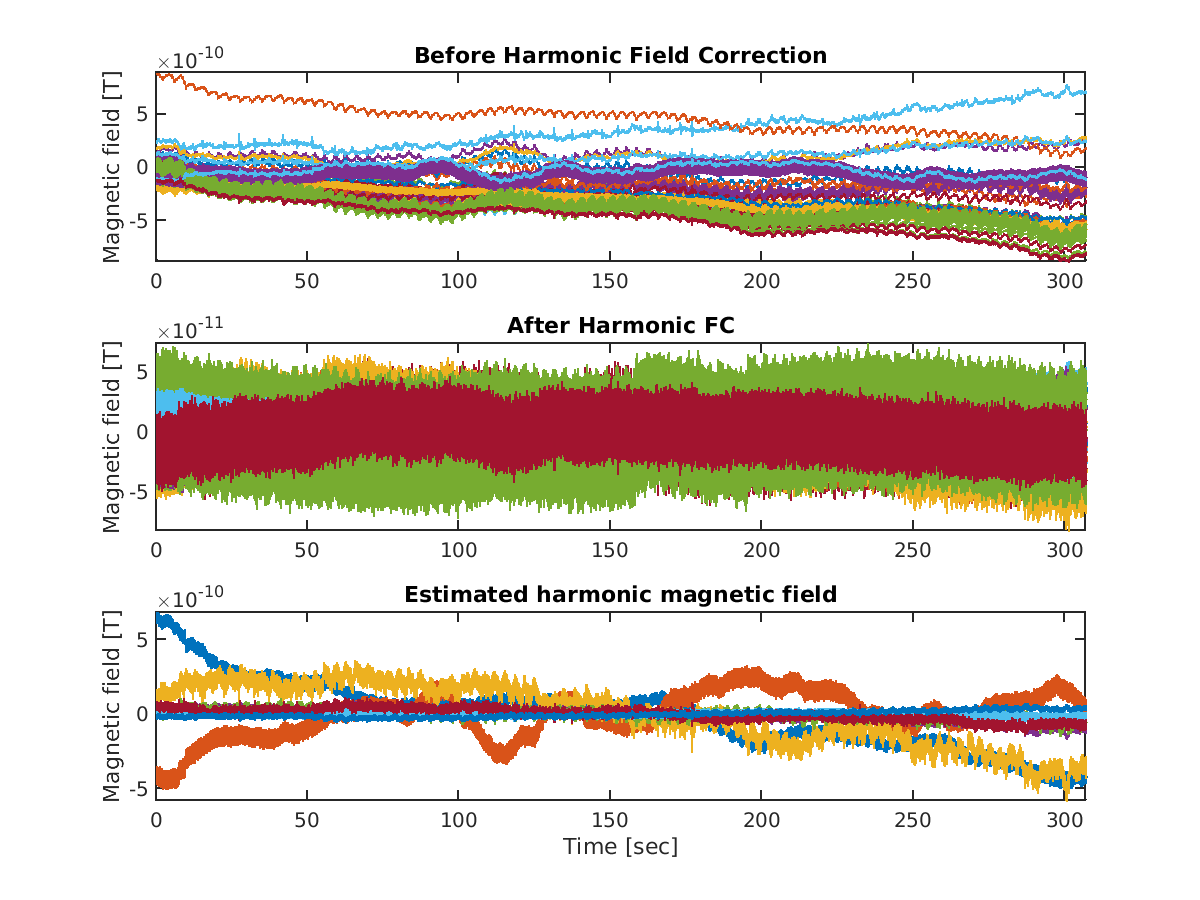 Before Harmonic Field Correction
×10⁻¹⁰
Magnetic field [T]
5
0
-5
0 50 100 150 200 250 300
After Harmonic FC
×10⁻¹¹
Magnetic field [T]
5
0
-5
0 50 100 150 200 250 300
Estimated harmonic magnetic field
×10⁻¹⁰
Magnetic field [T]
5
0
-5
0 50 100 150 200 250 300
Time [sec]